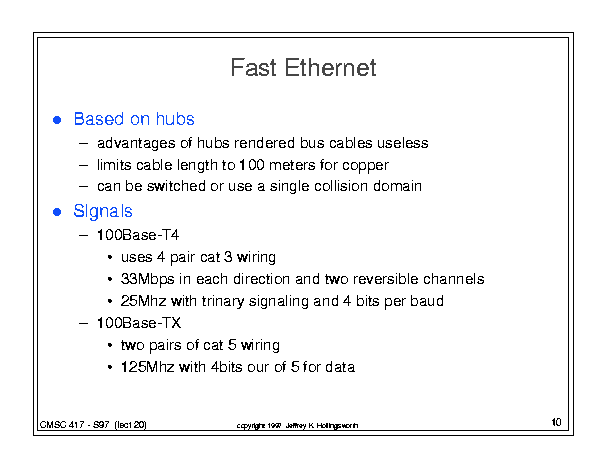 Fast Ethernet
● Based on hubs
– advantages of hubs rendered bus cables useless
– limits cable length to 100 meters for copper
– can be switched or use a single collision domain
● SIgnals
– 100Base-T4
• uses 4 pair cat 3 wiring
• 33Mbps in each direction and two reversible channels
• 25Mhz with trinary signaling and 4 bits per baud
– 100Base-TX
• two pairs of cat 5 wiring
• 125Mhz with 4bits our of 5 for data
CMSC 417 - S97 (lect 20)
copyright 1997 Jeffrey K. Hollingsworth
10